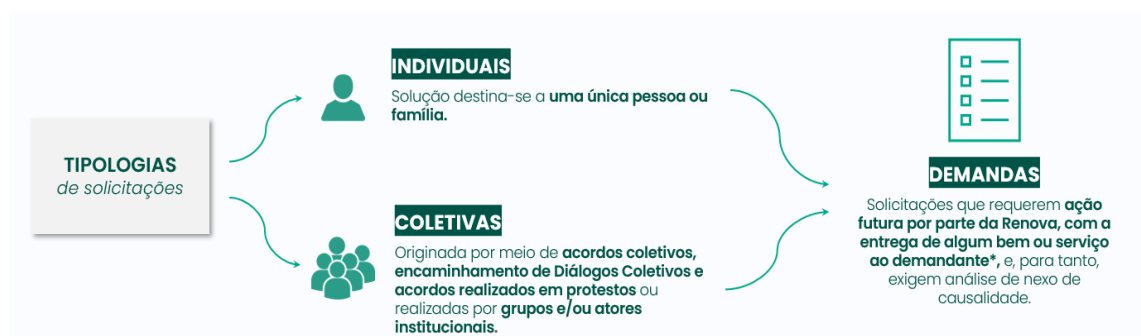 TIPOLOGIAS
de solicitações
INDIVIDUAIS
Solução destina-se a uma única pessoa ou
família.
COLETIVAS
Originada por meio de acordos coletivos,
encaminhamento de Diálogos Coletivos e
acordos realizados em protestos ou
realizadas por grupos e/ou atores
institucionais.
DEMANDAS
Solicitações que requerem ação
futura por parte da Renova, com a
entrega de algum bem ou serviço
ao demandante*, e, para tanto,
exigem análise de nexo de
causalidade.